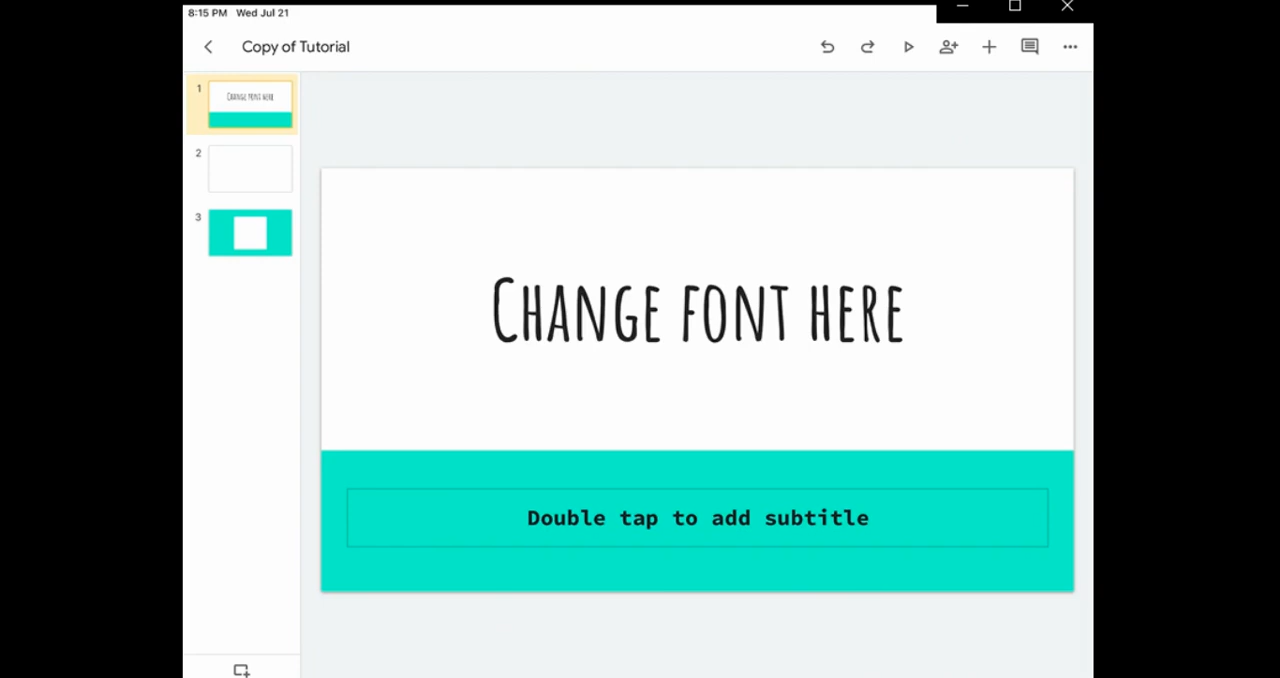 8:15 PM Wed Jul 21
Copy of Tutorial
1
CHANGE FONT HERE
2
3
CHANGE FONT HERE
Double tap to add subtitle